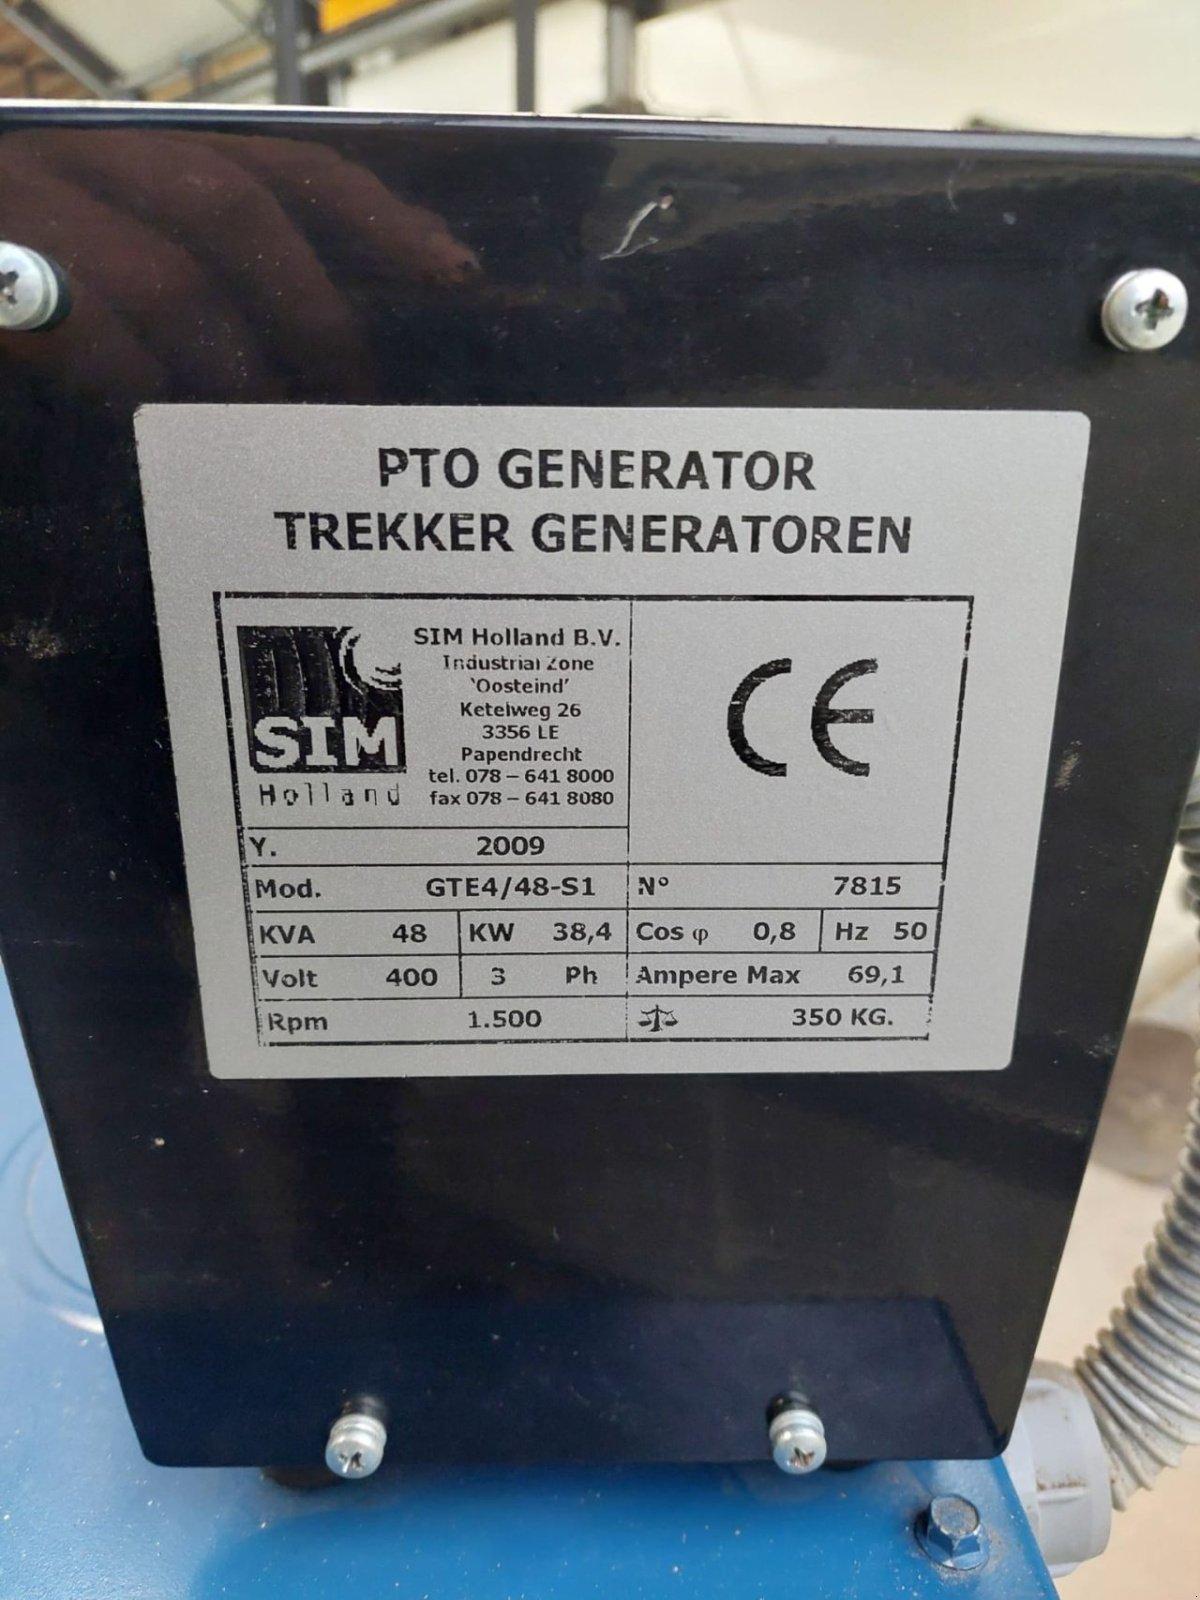 PTO GENERATOR
TREKKER GENERATOREN
SIM
Holland
SIM Holland B.V.
Industrial Zone
‘Oosteind’
Ketelweg 26
3356 LE
Papendrecht
tel. 078 – 641 8000
fax 078 – 641 8080
CE
Y. 2009
Mod. GTE4/48-S1 N° 7815
KVA 48 KW 38,4 Cos φ 0,8 Hz 50
Volt 400 3 Ph Ampere Max 69,1
Rpm 1.500 350 KG.